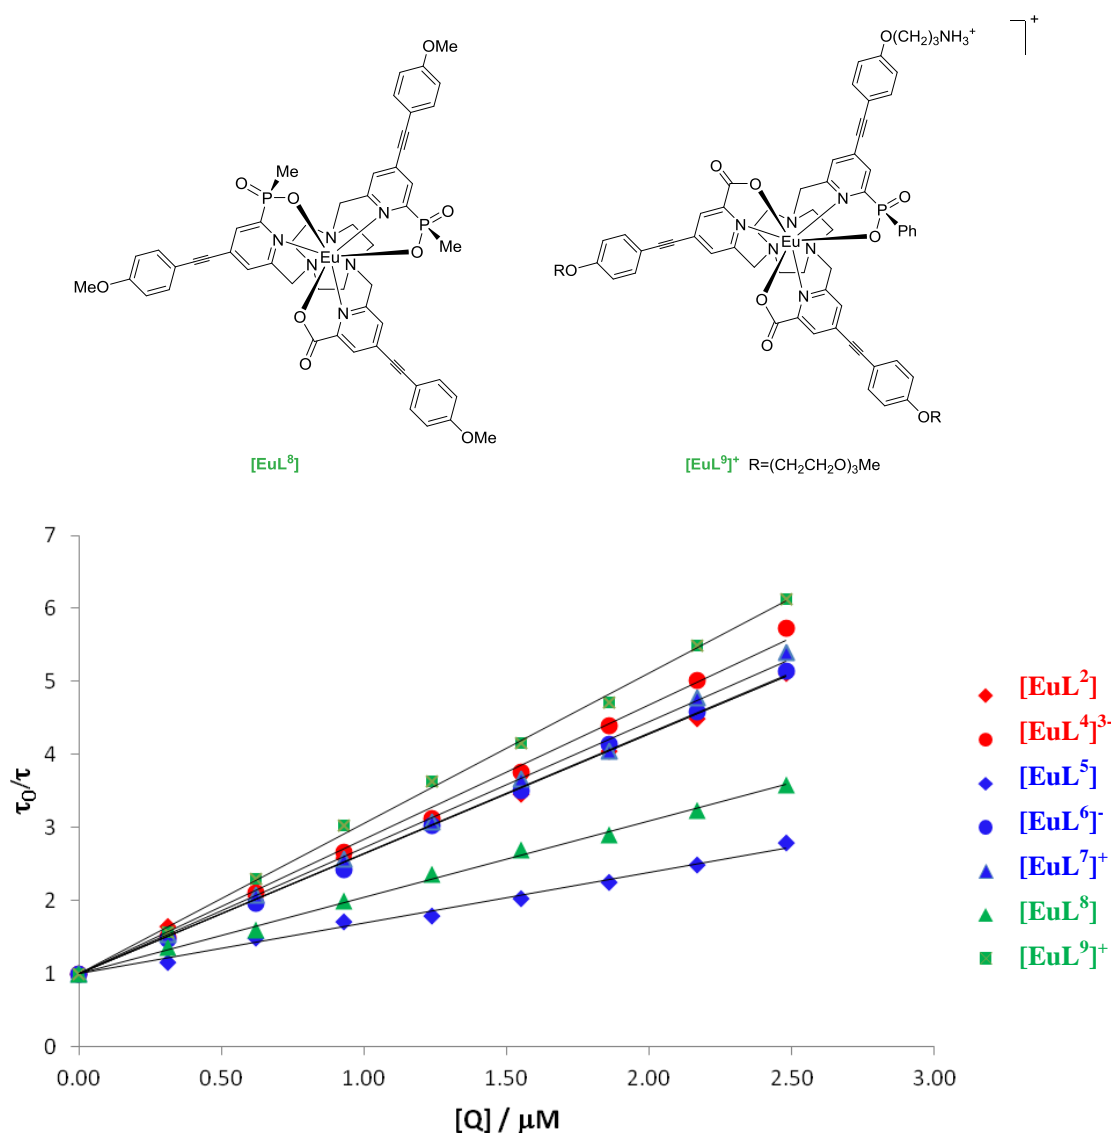 OMe
O(CH₂)₃NH₃⁺
⁺
Me
O
P
O
N
N
O
P
Me
N
Eu
O
N
N
N
O
MeO
OMe
[EuL⁸]
O
O
N
N
O
P
Ph
O
N
Eu
N
N
N
O
O
RO
OR
[EuL⁹]⁺ R=(CH₂CH₂O)₃Me
7
6
5
4
3
2
1
0
τ₀/τ
0.00 0.50 1.00 1.50 2.00 2.50 3.00
[Q] / μM
[EuL²]
[EuL⁴]³⁻
[EuL⁵]
[EuL⁶]⁻
[EuL⁷]⁺
[EuL⁸]
[EuL⁹]⁺